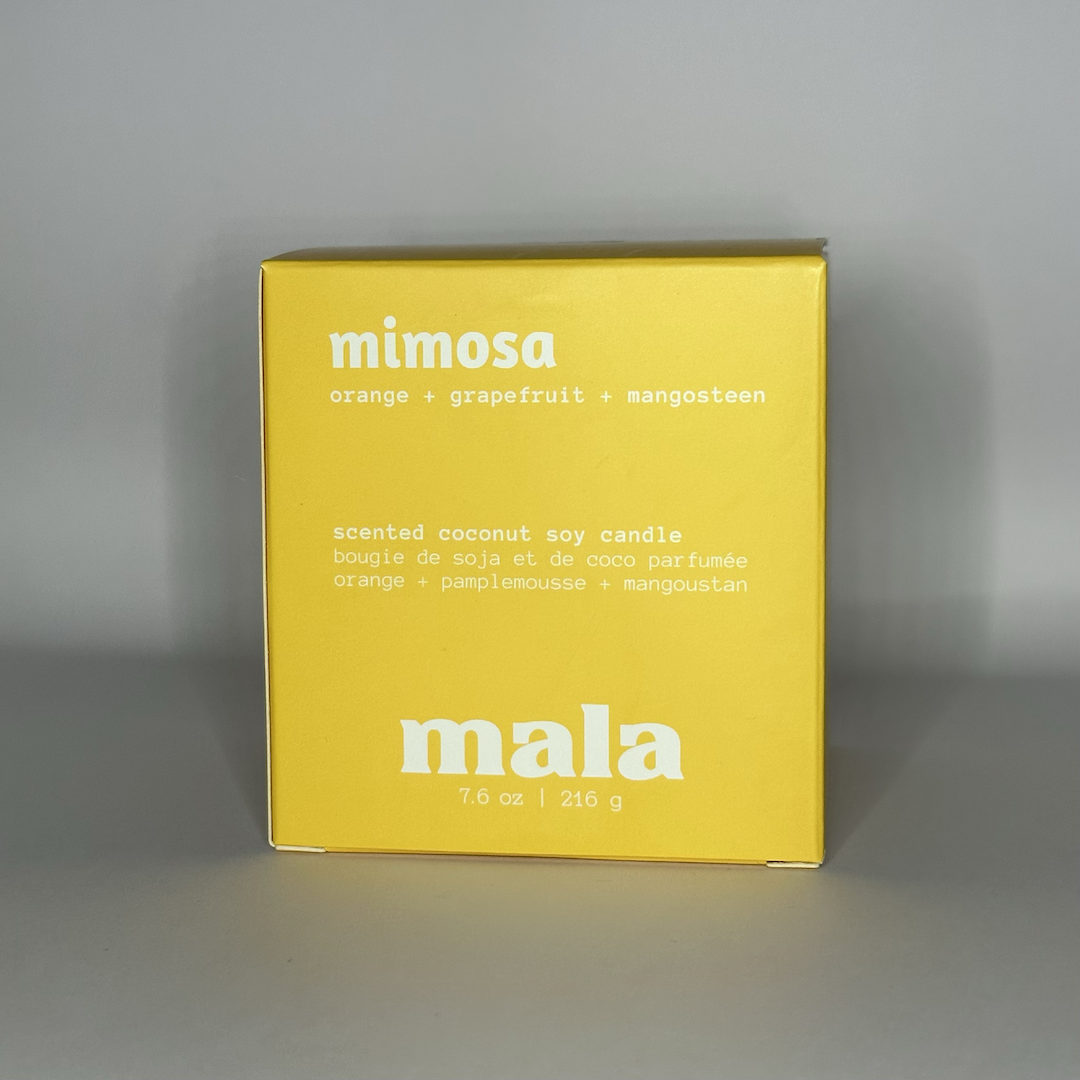 mimosa
orange + grapefruit + mangosteen
scented coconut soy candle
bougie de soja et de coco parfumée
orange + pamplemousse + mangoustan
mala
7.6 oz | 216 g